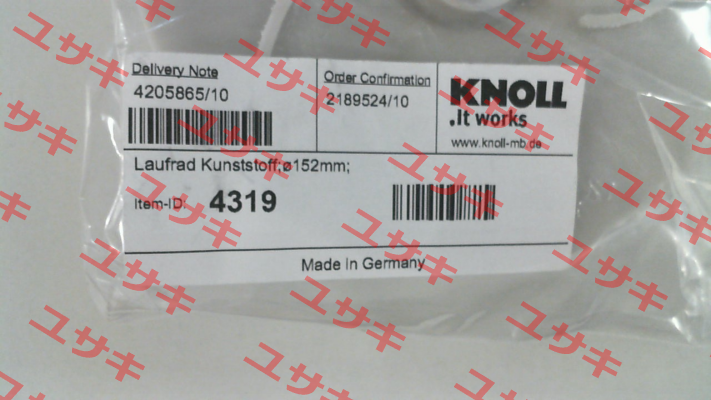 Delivery Note
4205865/10
Order Confirmation
2189524/10
KNOLL
.It works
www.knoll-mb.de
Laufrad Kunststoff;ø152mm;
Item-ID: 4319
Made in Germany
ユサキ